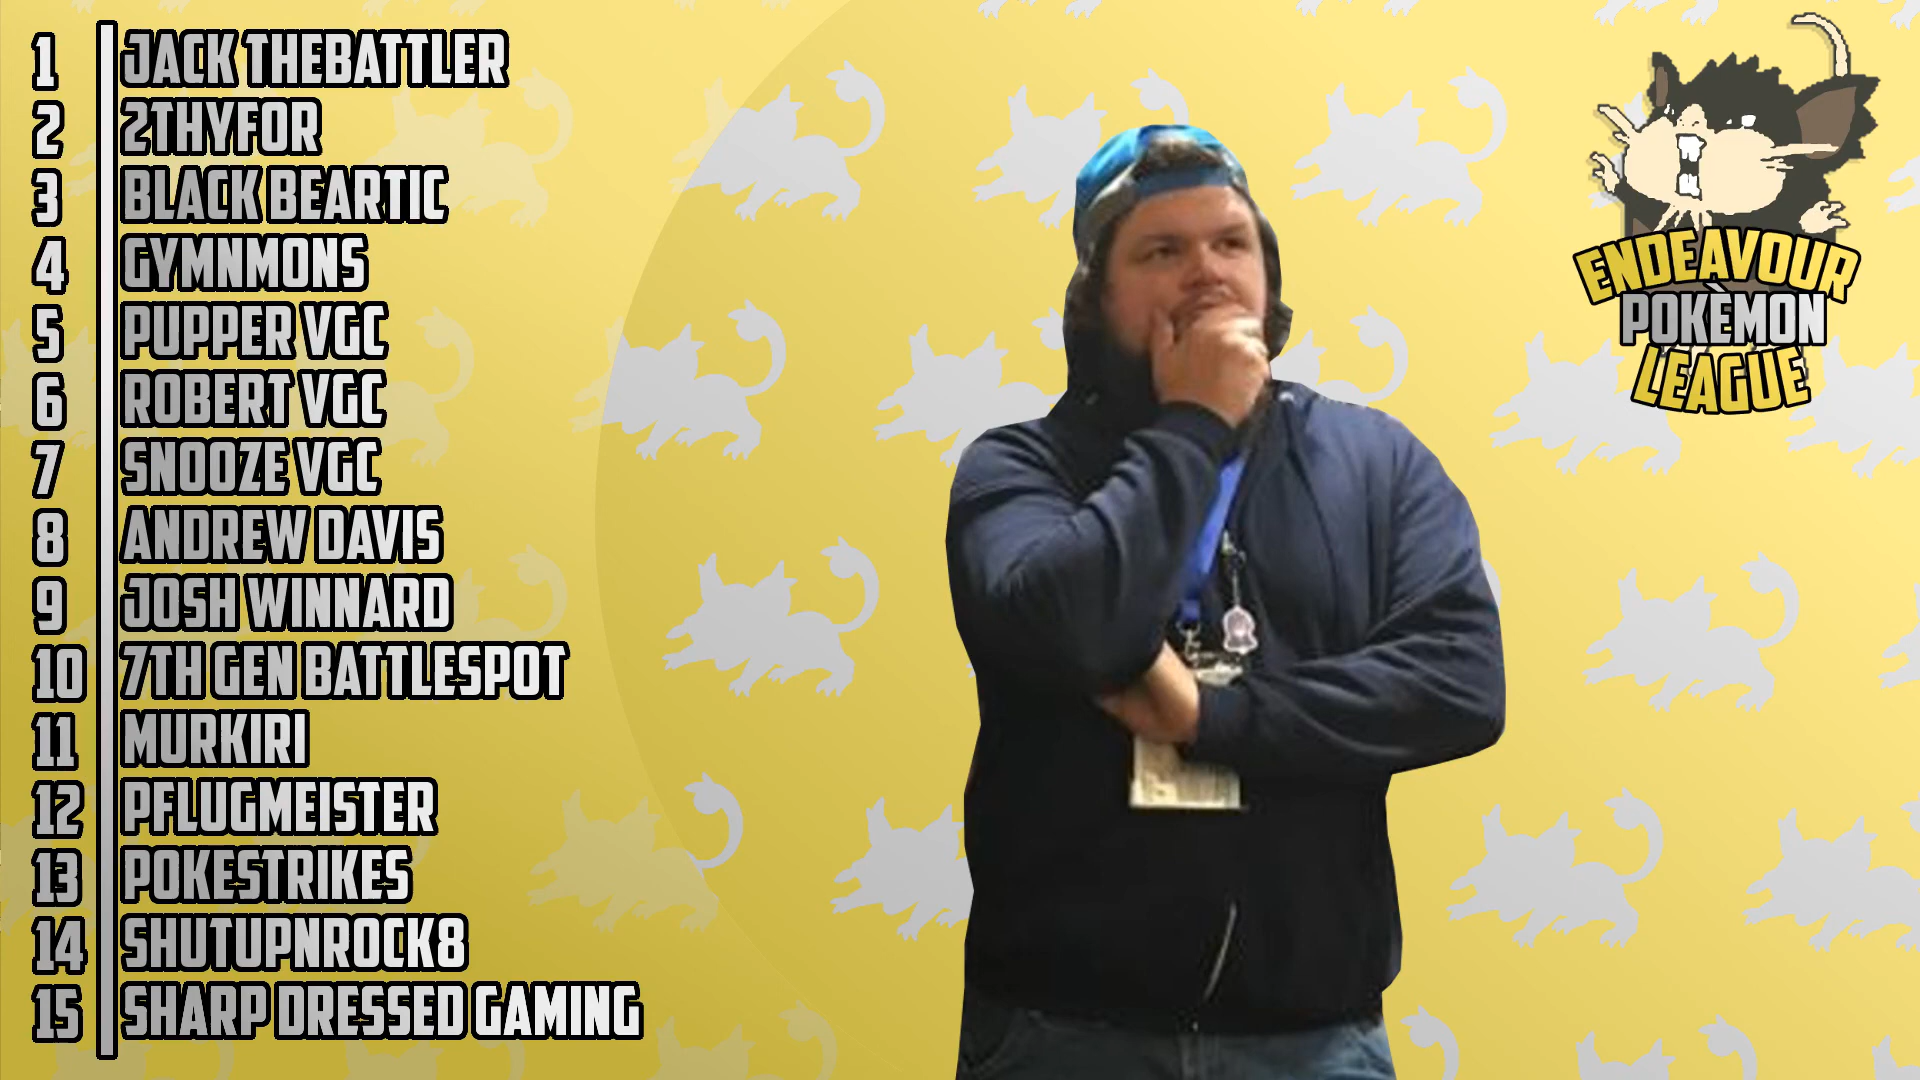 1 JACK THEBATTLER
2 2THYFOR
3 BLACK BEARTIC
4 GYMNMONS
5 PUPPER VGC
6 ROBERT VGC
7 SNOOZE VGC
8 ANDREW DAVIS
9 JOSH WINNARD
10 7TH GEN BATTLESPOT
11 MURKIRI
12 PFLUGMEISTER
13 POKESTRIKES
14 SHUTUPNROCK8
15 SHARP DRESSED GAMING
ENDEAVOUR
POKÈMON
LEAGUE